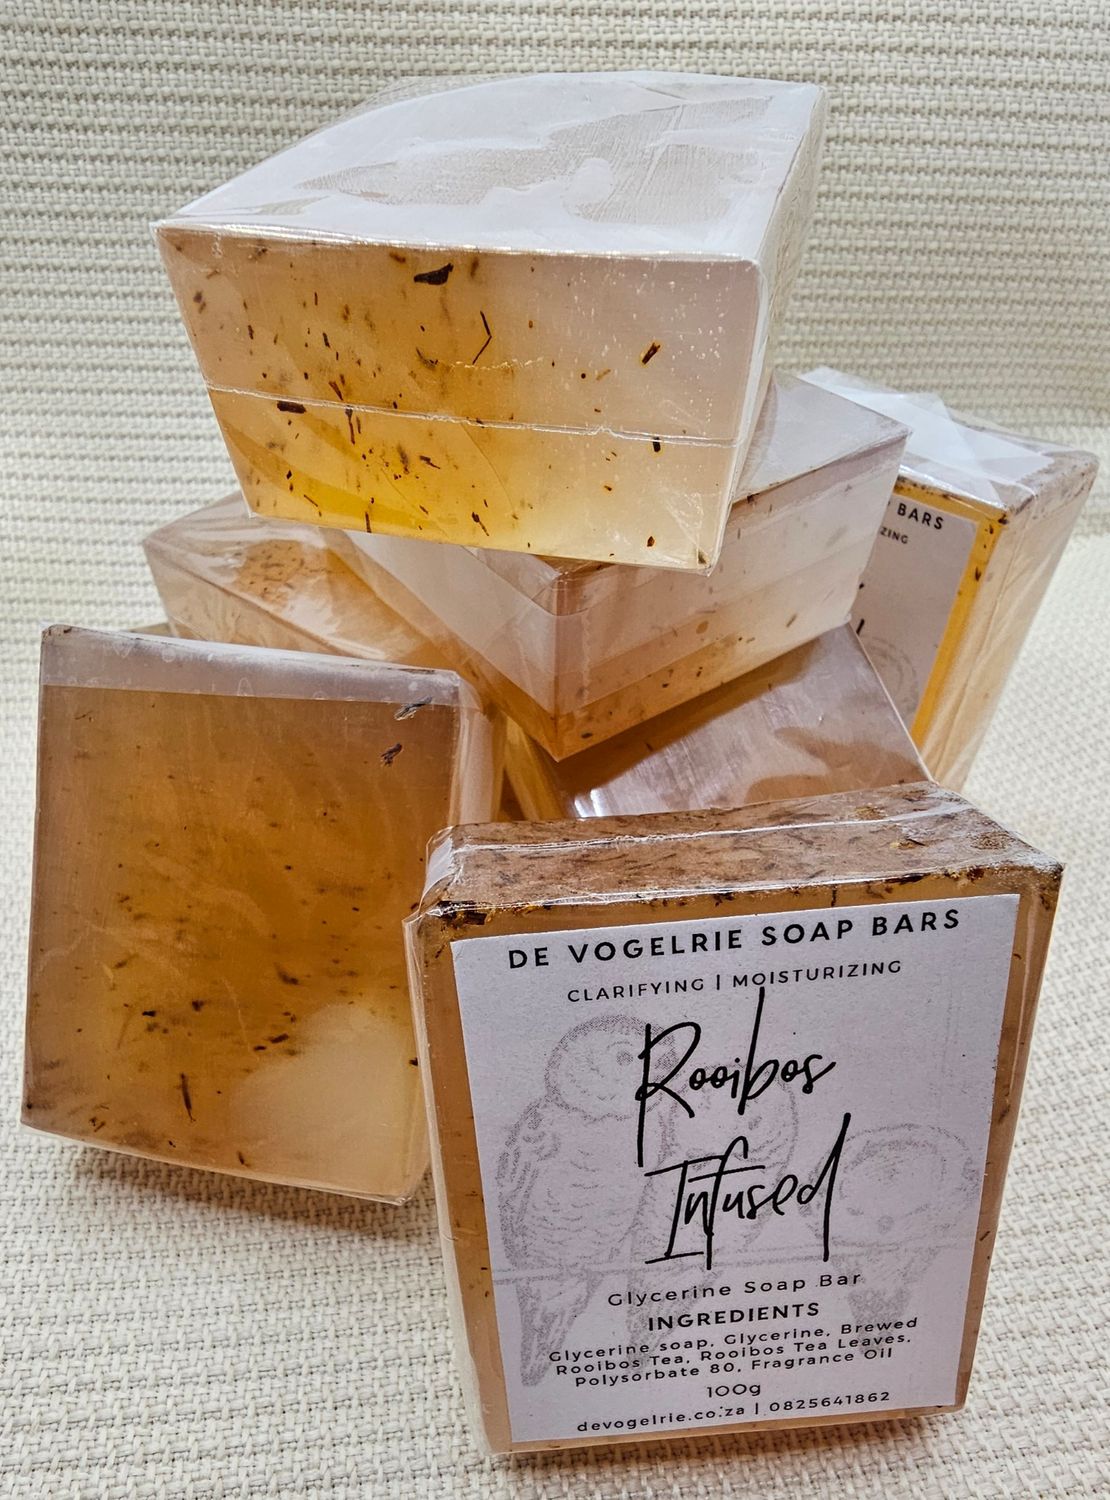 P BARS
ZING
DE VOGELRIE SOAP BARS
CLARIFYING | MOISTURIZING
Rooibos
Infused
Glycerine Soap Bar
INGREDIENTS
Glycerine soap, Glycerine, Brewed
Rooibos Tea, Rooibos Tea Leaves,
Polysorbate 80, Fragrance Oil
100g
devogelrie.co.za | 0825641862